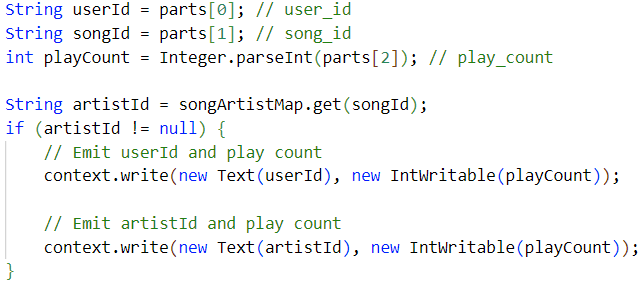 String userId = parts[0]; // user_id
String songId = parts[1]; // song_id
int playCount = Integer.parseInt(parts[2]); // play_count
String artistId = songArtistMap.get(songId);
if (artistId != null) {
// Emit userId and play count
context.write(new Text(userId), new IntWritable(playCount));
// Emit artistId and play count
context.write(new Text(artistId), new IntWritable(playCount));
}